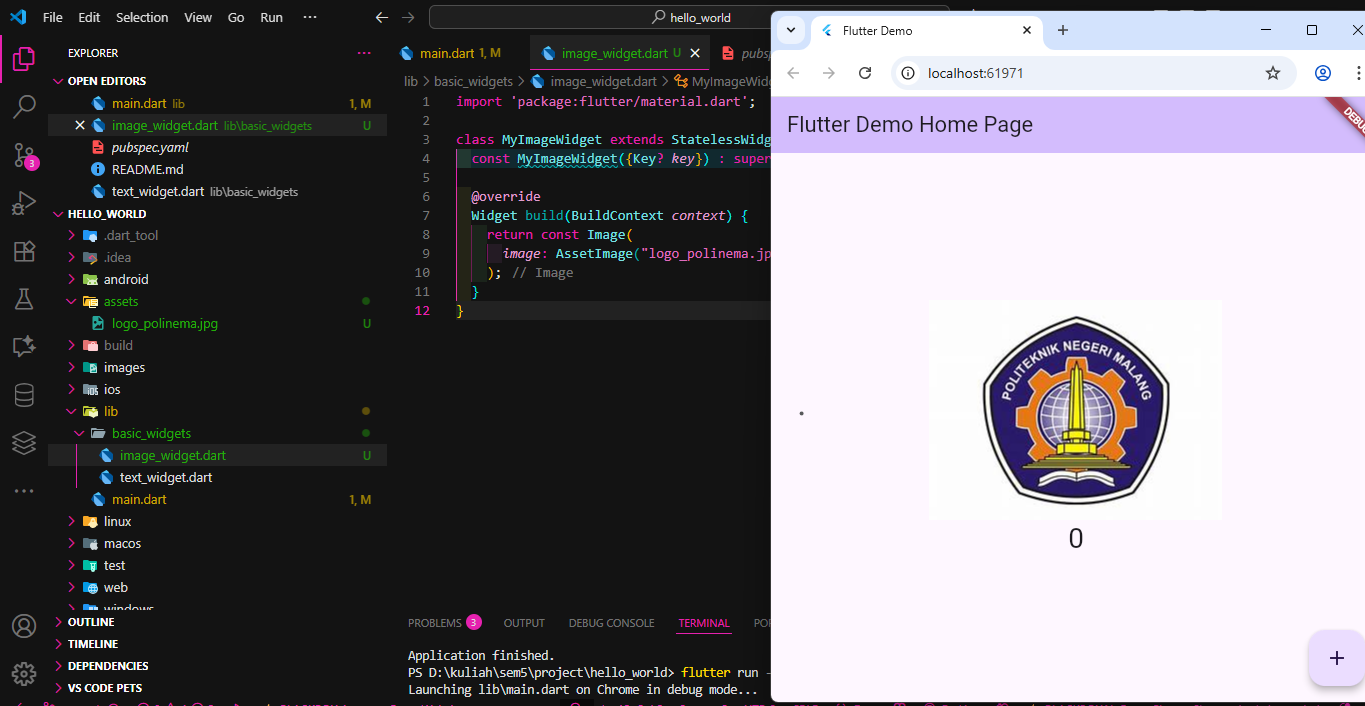 File Edit Selection View Go Run ... hello_world
EXPLORER
OPEN EDITORS
main.dart lib 1, M
image_widget.dart lib\basic_widgets U
pubspec.yaml
README.md
text_widget.dart lib\basic_widgets
HELLO_WORLD
.dart_tool
.idea
android
assets
logo_polinema.jpg U
build
images
ios
lib
basic_widgets
image_widget.dart U
text_widget.dart
main.dart 1, M
linux
macos
test
web
windows
OUTLINE
TIMELINE
DEPENDENCIES
VS CODE PETS
3
main.dart 1, M image_widget.dart U pubsp
lib > basic_widgets > image_widget.dart > MyImageWidg
1 import 'package:flutter/material.dart';
2
3 class MyImageWidget extends StatelessWidg
4 const MyImageWidget({Key? key}) : super
5
6 @override
7 Widget build(BuildContext context) {
8 return const Image(
9 image: AssetImage("logo_polinema.jp
10 ); // Image
11 }
12 }
PROBLEMS 3 OUTPUT DEBUG CONSOLE TERMINAL POR
Application finished.
PS D:\kuliah\sem5\project\hello_world> flutter run -
Launching lib\main.dart on Chrome in debug mode...
Flutter Demo
localhost:61971
Flutter Demo Home Page
DEBUG
POLITEKNIK NEGERI MALANG
0
+